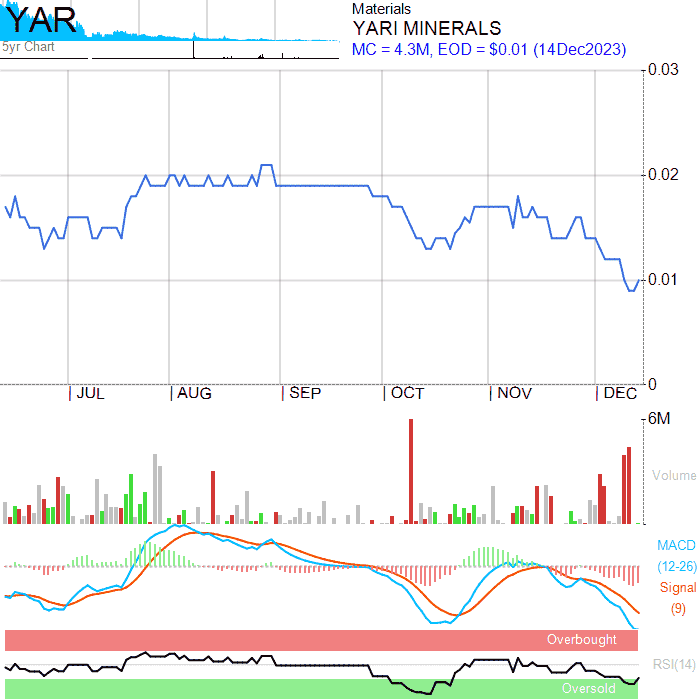 YAR
5yr Chart
Materials
YARI MINERALS
MC = 4.3M, EOD = $0.01 (14Dec2023)
0.03
0.02
0.01
0
JUL AUG SEP OCT NOV DEC
6M
Volume
MACD
(12-26)
Signal
(9)
Overbought
RSI(14)
Oversold